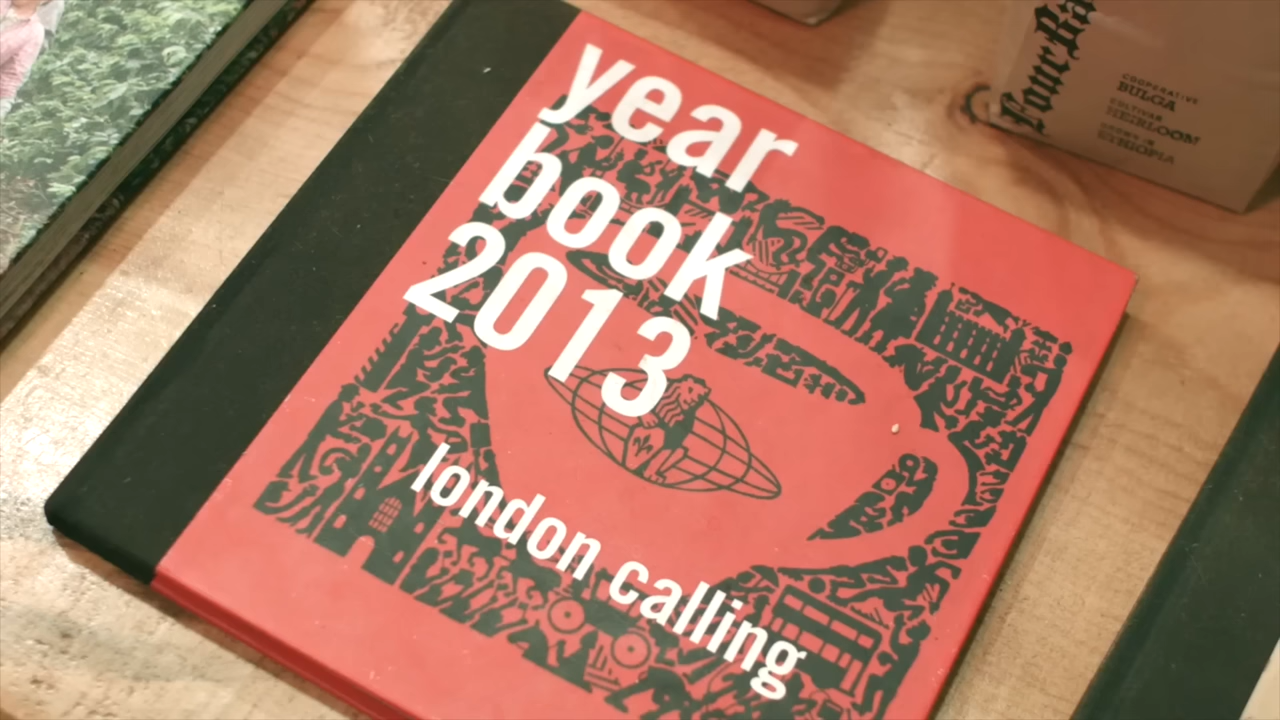 year
book
2013
london calling
COOPERATIVE
BULGA
CULTIVAR
HEIRLOOM
GROWN IN
ETHIOPIA